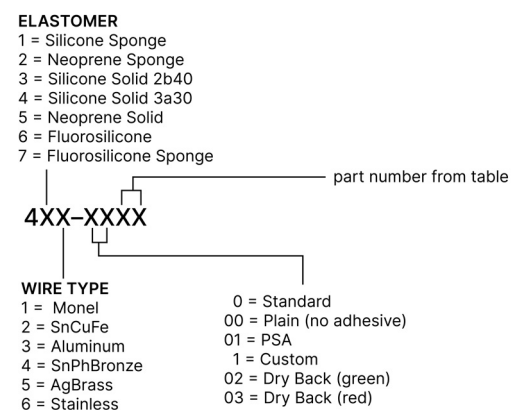 ELASTOMER
1 = Silicone Sponge
2 = Neoprene Sponge
3 = Silicone Solid 2b40
4 = Silicone Solid 3a30
5 = Neoprene Solid
6 = Fluorosilicone
7 = Fluorosilicone Sponge
part number from table
4XX–XXXX
WIRE TYPE
1 = Monel
2 = SnCuFe
3 = Aluminum
4 = SnPhBronze
5 = AgBrass
6 = Stainless
0 = Standard
00 = Plain (no adhesive)
01 = PSA
1 = Custom
02 = Dry Back (green)
03 = Dry Back (red)